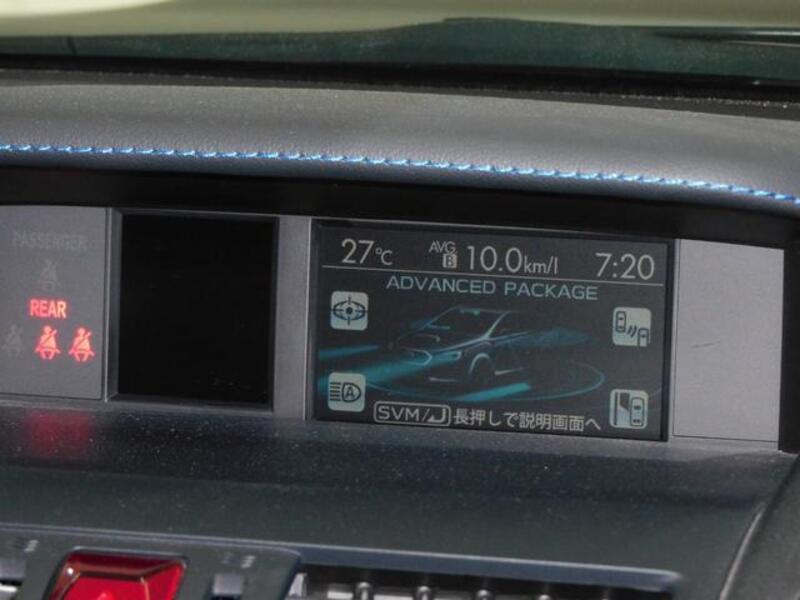 PASSENGER
REAR
27℃ AVG B 10.0km/l 7:20
ADVANCED PACKAGE
A
SVM/ 長押しで説明画面へ